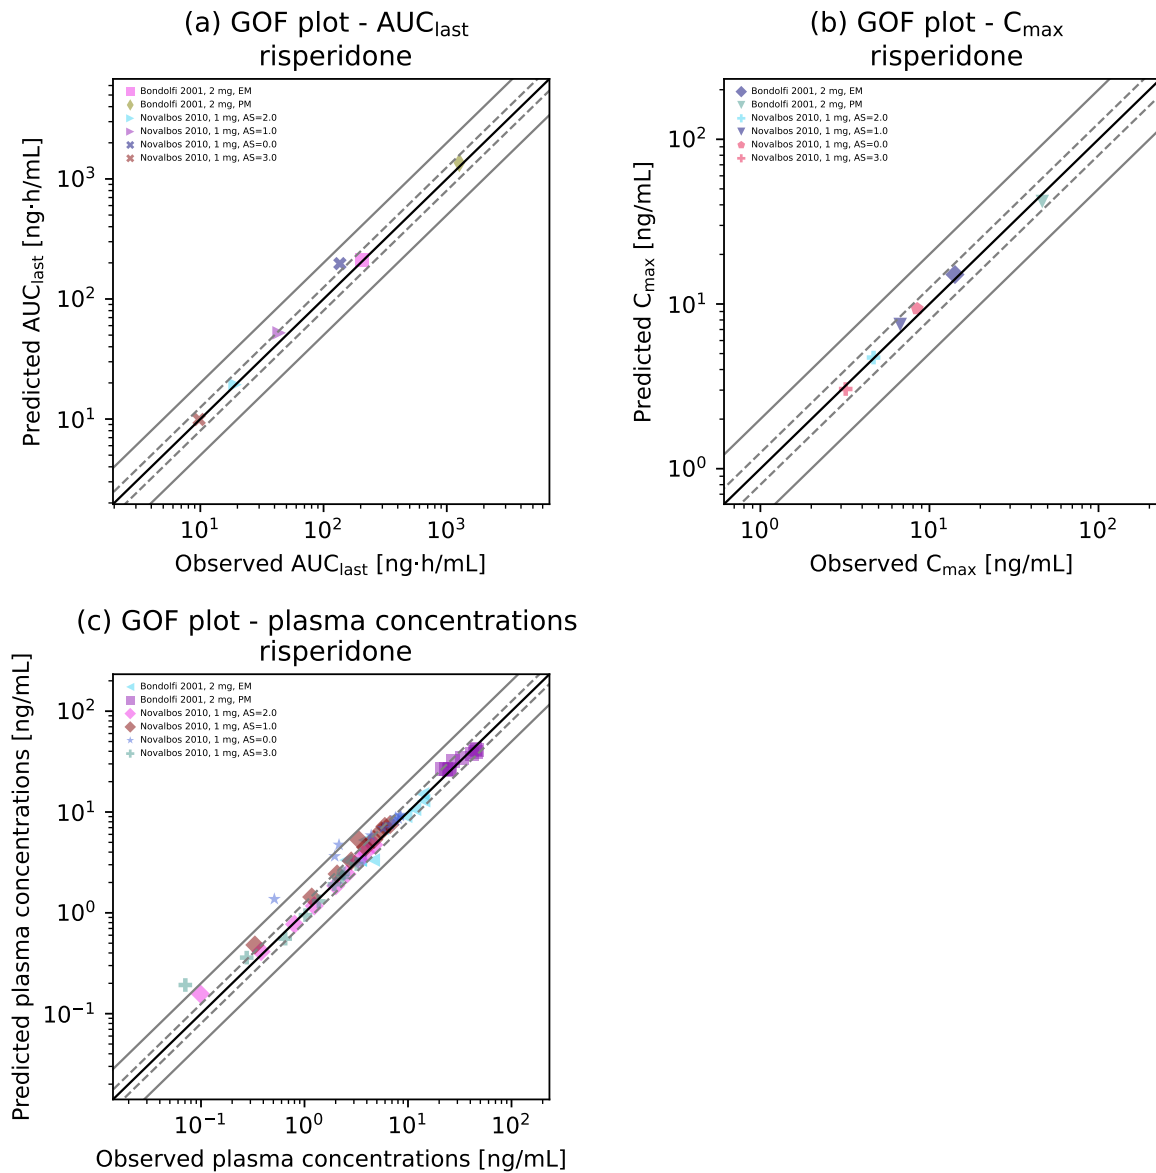 (a) GOF plot - AUC_last
risperidone
Bondolfi 2001, 2 mg, EM
Bondolfi 2001, 2 mg, PM
Novalbos 2010, 1 mg, AS=2.0
Novalbos 2010, 1 mg, AS=1.0
Novalbos 2010, 1 mg, AS=0.0
Novalbos 2010, 1 mg, AS=3.0
Predicted AUC_last [ng·h/mL]
10^3
10^2
10^1
10^1 10^2 10^3
Observed AUC_last [ng·h/mL]
(b) GOF plot - C_max
risperidone
Bondolfi 2001, 2 mg, EM
Bondolfi 2001, 2 mg, PM
Novalbos 2010, 1 mg, AS=2.0
Novalbos 2010, 1 mg, AS=1.0
Novalbos 2010, 1 mg, AS=0.0
Novalbos 2010, 1 mg, AS=3.0
Predicted C_max [ng/mL]
10^2
10^1
10^0
10^0 10^1 10^2
Observed C_max [ng/mL]
(c) GOF plot - plasma concentrations
risperidone
Bondolfi 2001, 2 mg, EM
Bondolfi 2001, 2 mg, PM
Novalbos 2010, 1 mg, AS=2.0
Novalbos 2010, 1 mg, AS=1.0
Novalbos 2010, 1 mg, AS=0.0
Novalbos 2010, 1 mg, AS=3.0
Predicted plasma concentrations [ng/mL]
10^2
10^1
10^0
10^−1
10^−1 10^0 10^1 10^2
Observed plasma concentrations [ng/mL]